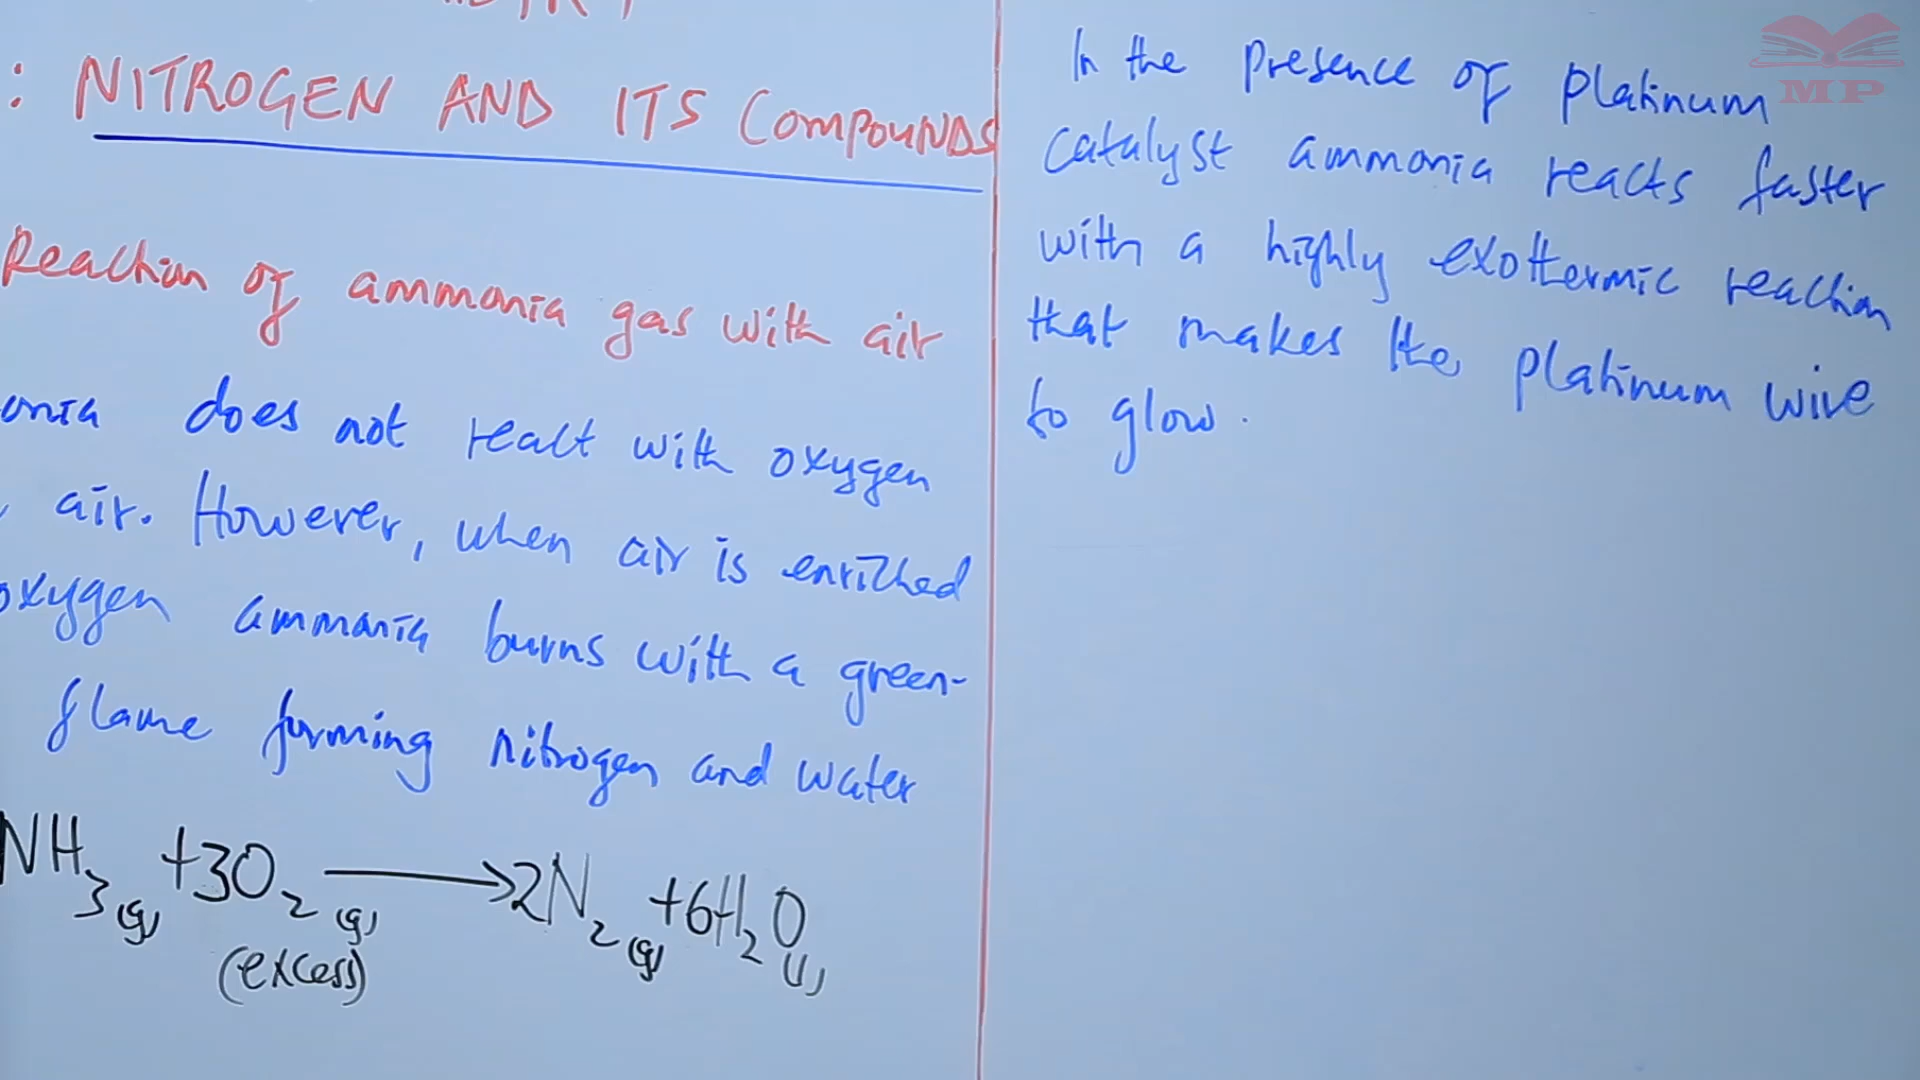 : NITROGEN AND ITS COMPOUNDS
Reaction of ammonia gas with air
onia does not react with oxygen
air. However, when air is enriched
oxygen ammonia burns with a green-
flame forming nitrogen and water
NH₃(g) + 3O₂(g) → 2N₂(g) + 6H₂O(l)
(excess)
In the presence of platinum
catalyst ammonia reacts faster
with a highly exothermic reaction
that makes the platinum wire
to glow.
MP